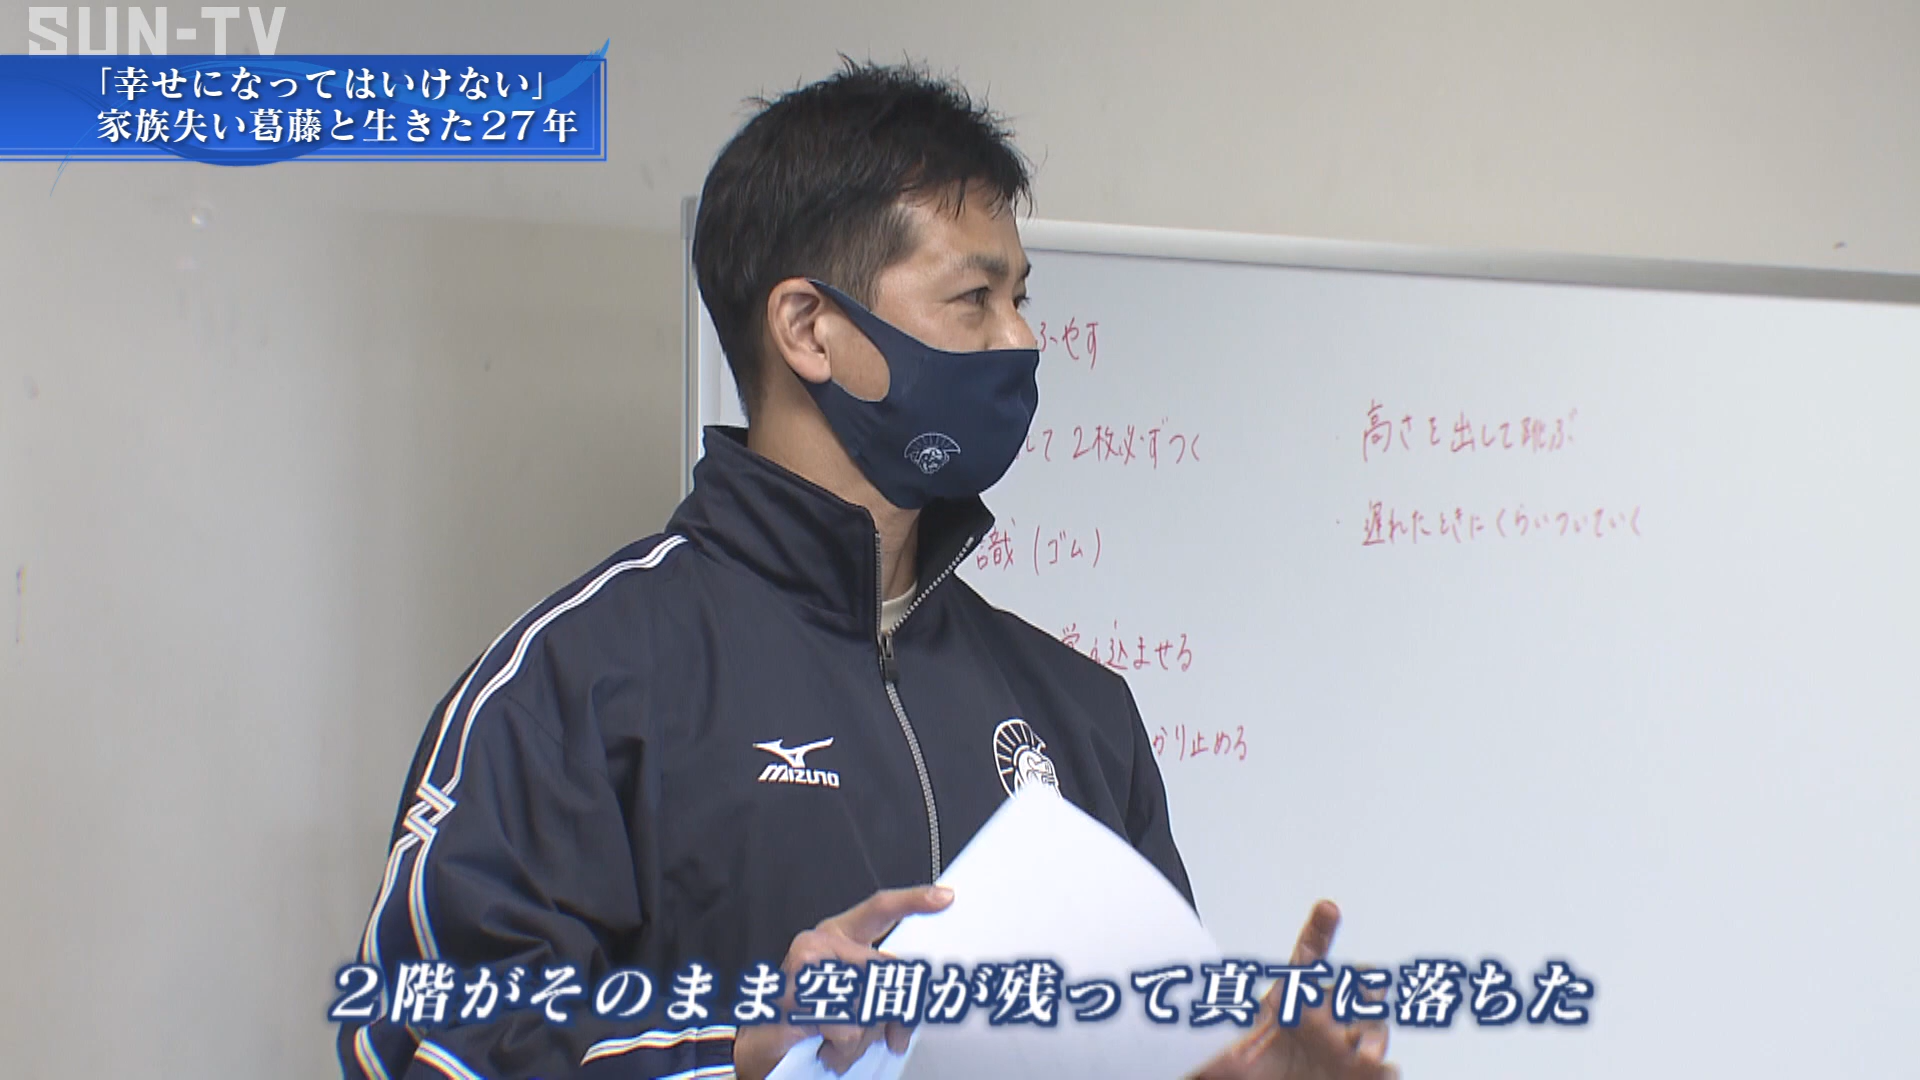 SUN-TV
「幸せになってはいけない」
家族失い葛藤と生きた27年
ふやす
して2枚必ずつく
識(ゴム)
覚え込ませる
かり止める
・高さを出して跳ぶ
・遅れたときにくらいついていく
MIZUNO
2階がそのまま空間が残って真下に落ちた